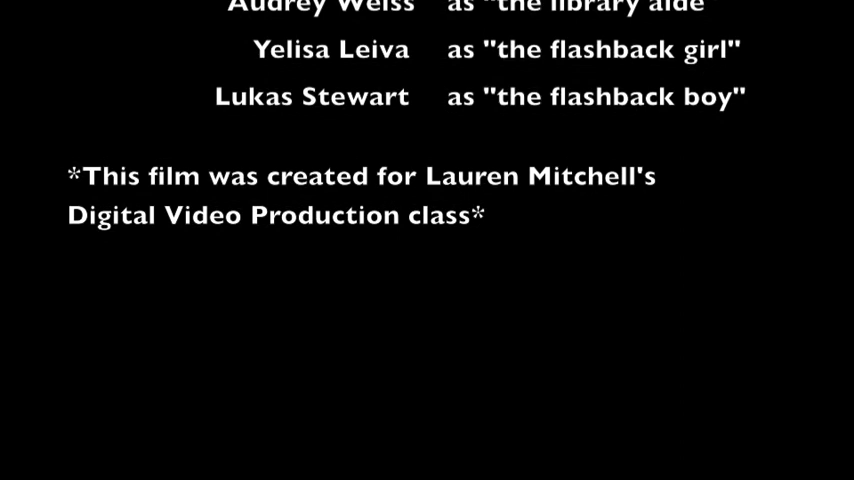 Audrey Weiss as "the library aide"
Yelisa Leiva as "the flashback girl"
Lukas Stewart as "the flashback boy"
*This film was created for Lauren Mitchell's
Digital Video Production class*